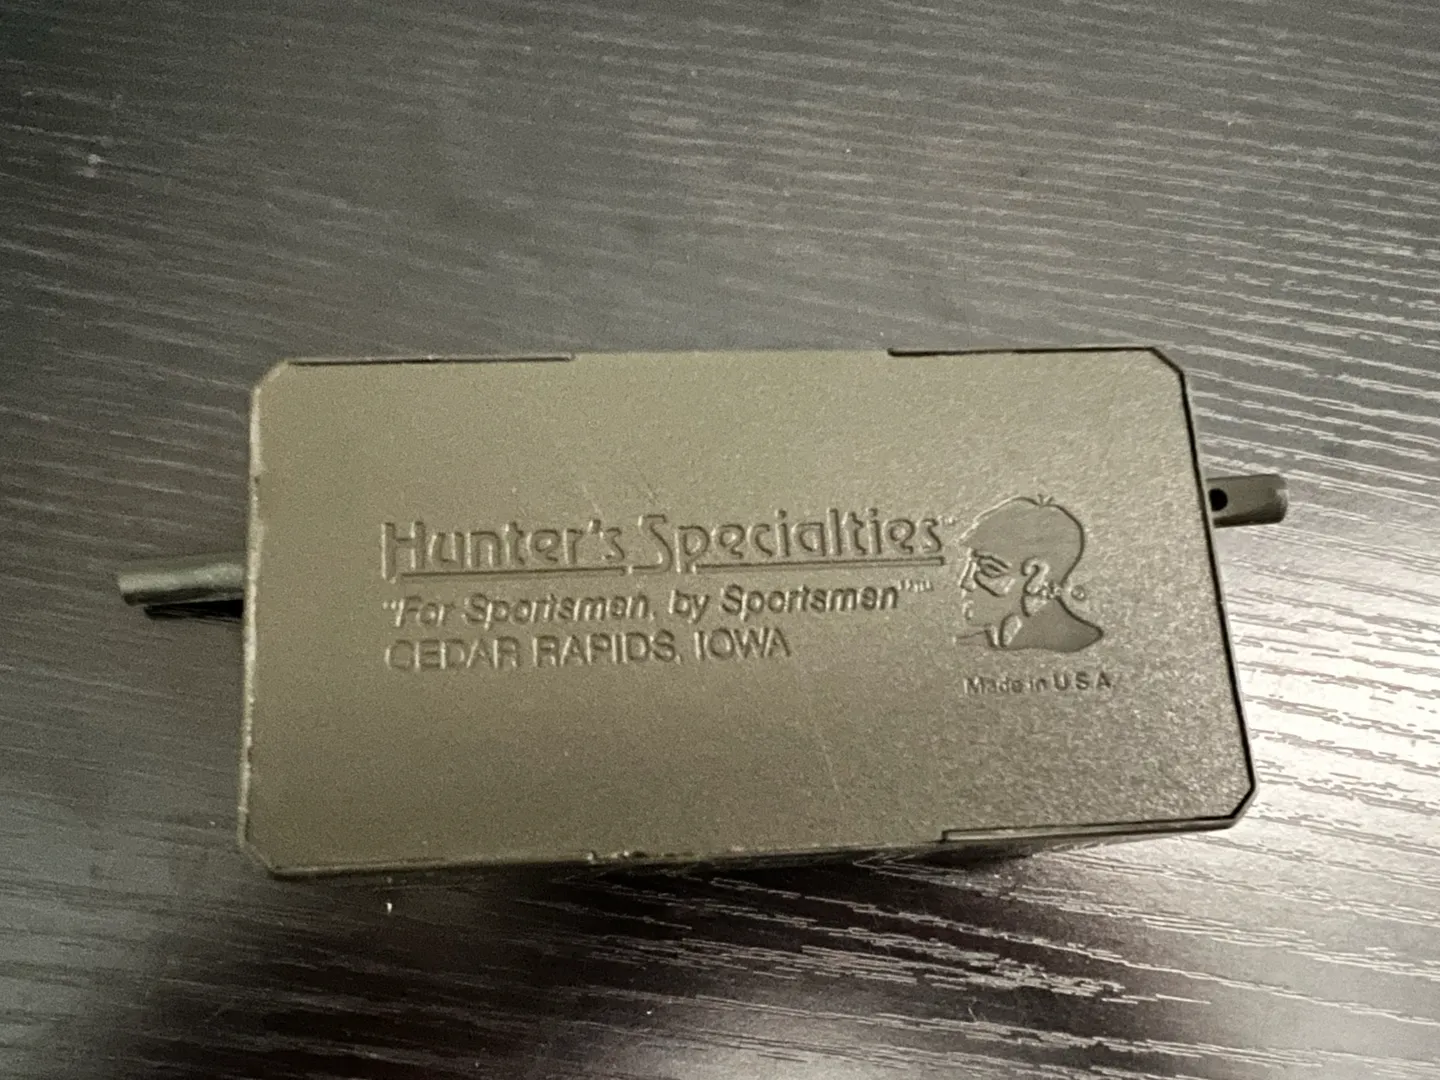 Hunter's Specialties™
"For Sportsmen, by Sportsmen"™
CEDAR RAPIDS, IOWA
Made in U S A